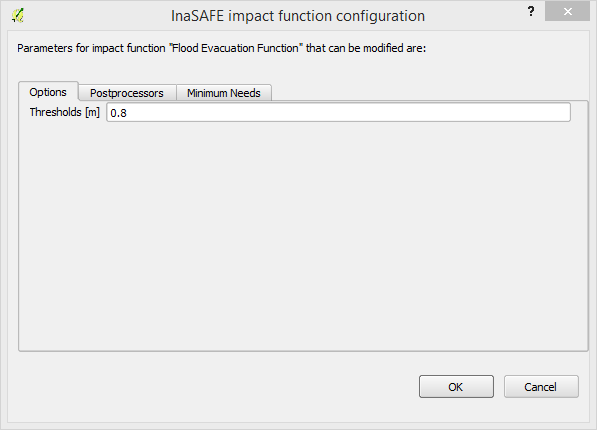 InaSAFE impact function configuration
?
Parameters for impact function "Flood Evacuation Function" that can be modified are:
Options Postprocessors Minimum Needs
Thresholds [m] 0.8
OK Cancel